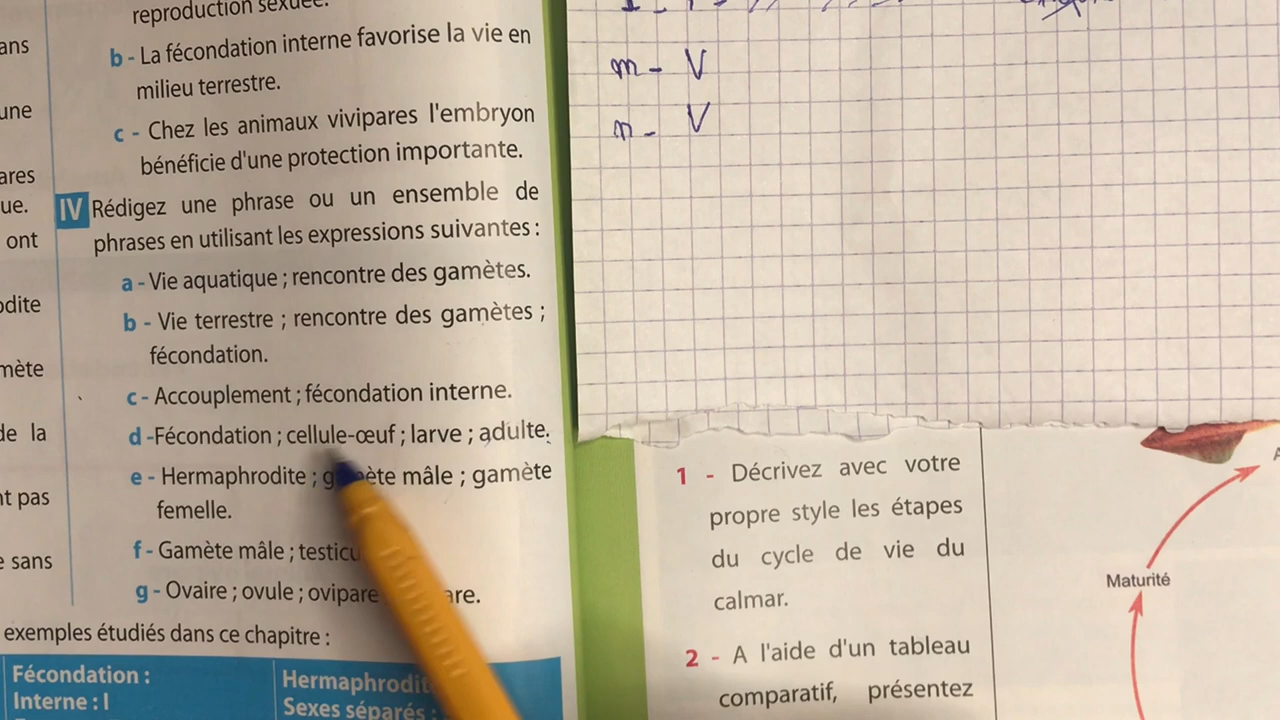 reproduction sexuée.
b - La fécondation interne favorise la vie en
milieu terrestre.
c - Chez les animaux vivipares l'embryon
bénéficie d'une protection importante.
IV Rédigez une phrase ou un ensemble de
phrases en utilisant les expressions suivantes :
a - Vie aquatique ; rencontre des gamètes.
b - Vie terrestre ; rencontre des gamètes ;
fécondation.
c - Accouplement ; fécondation interne.
d -Fécondation ; cellule-œuf ; larve ; adulte.
e - Hermaphrodite ; gamète mâle ; gamète
femelle.
f - Gamète mâle ;
g - Ovaire ; ovule ; ovipare
exemples étudiés dans ce chapitre :
Fécondation :
Interne : I
Sexes séparés :
ans
une
ares
ue.
ont
odite
mète
de la
nt pas
e sans
m - V
n - V
1 - Décrivez avec votre
propre style les étapes
du cycle de vie du
calmar.
2 - A l'aide d'un tableau
comparatif, présentez
Maturité